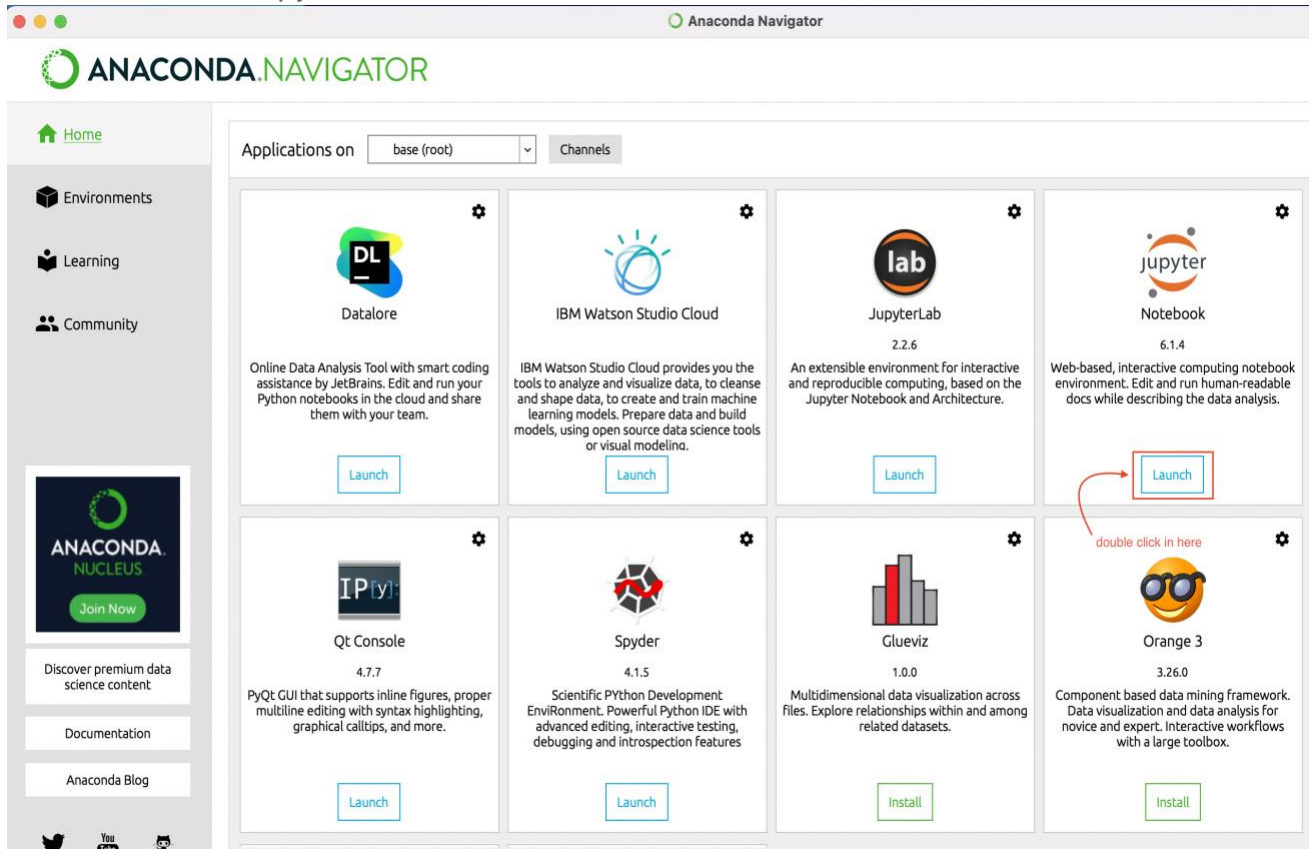 Anaconda Navigator
ANACONDA.NAVIGATOR
Home
Environments
Learning
Community
ANACONDA.
NUCLEUS
Join Now
Discover premium data
science content
Documentation
Anaconda Blog
You
Tube
Applications on
base (root)
Channels
DL
Datalore
Online Data Analysis Tool with smart coding
assistance by JetBrains. Edit and run your
Python notebooks in the cloud and share
them with your team.
Launch
IBM Watson Studio Cloud
IBM Watson Studio Cloud provides you the
tools to analyze and visualize data, to cleanse
and shape data, to create and train machine
learning models. Prepare data and build
models, using open source data science tools
or visual modeling.
Launch
lab
JupyterLab
2.2.6
An extensible environment for interactive
and reproducible computing, based on the
Jupyter Notebook and Architecture.
Launch
jupyter
Notebook
6.1.4
Web-based, interactive computing notebook
environment. Edit and run human-readable
docs while describing the data analysis.
Launch
double click in here
IP[y]:
Qt Console
4.7.7
PyQt GUI that supports inline figures, proper
multiline editing with syntax highlighting,
graphical calltips, and more.
Launch
Spyder
4.1.5
Scientific PYthon Development
EnviRonment. Powerful Python IDE with
advanced editing, interactive testing,
debugging and introspection features
Launch
Glueviz
1.0.0
Multidimensional data visualization across
files. Explore relationships within and among
related datasets.
Install
Orange 3
3.26.0
Component based data mining framework.
Data visualization and data analysis for
novice and expert. Interactive workflows
with a large toolbox.
Install